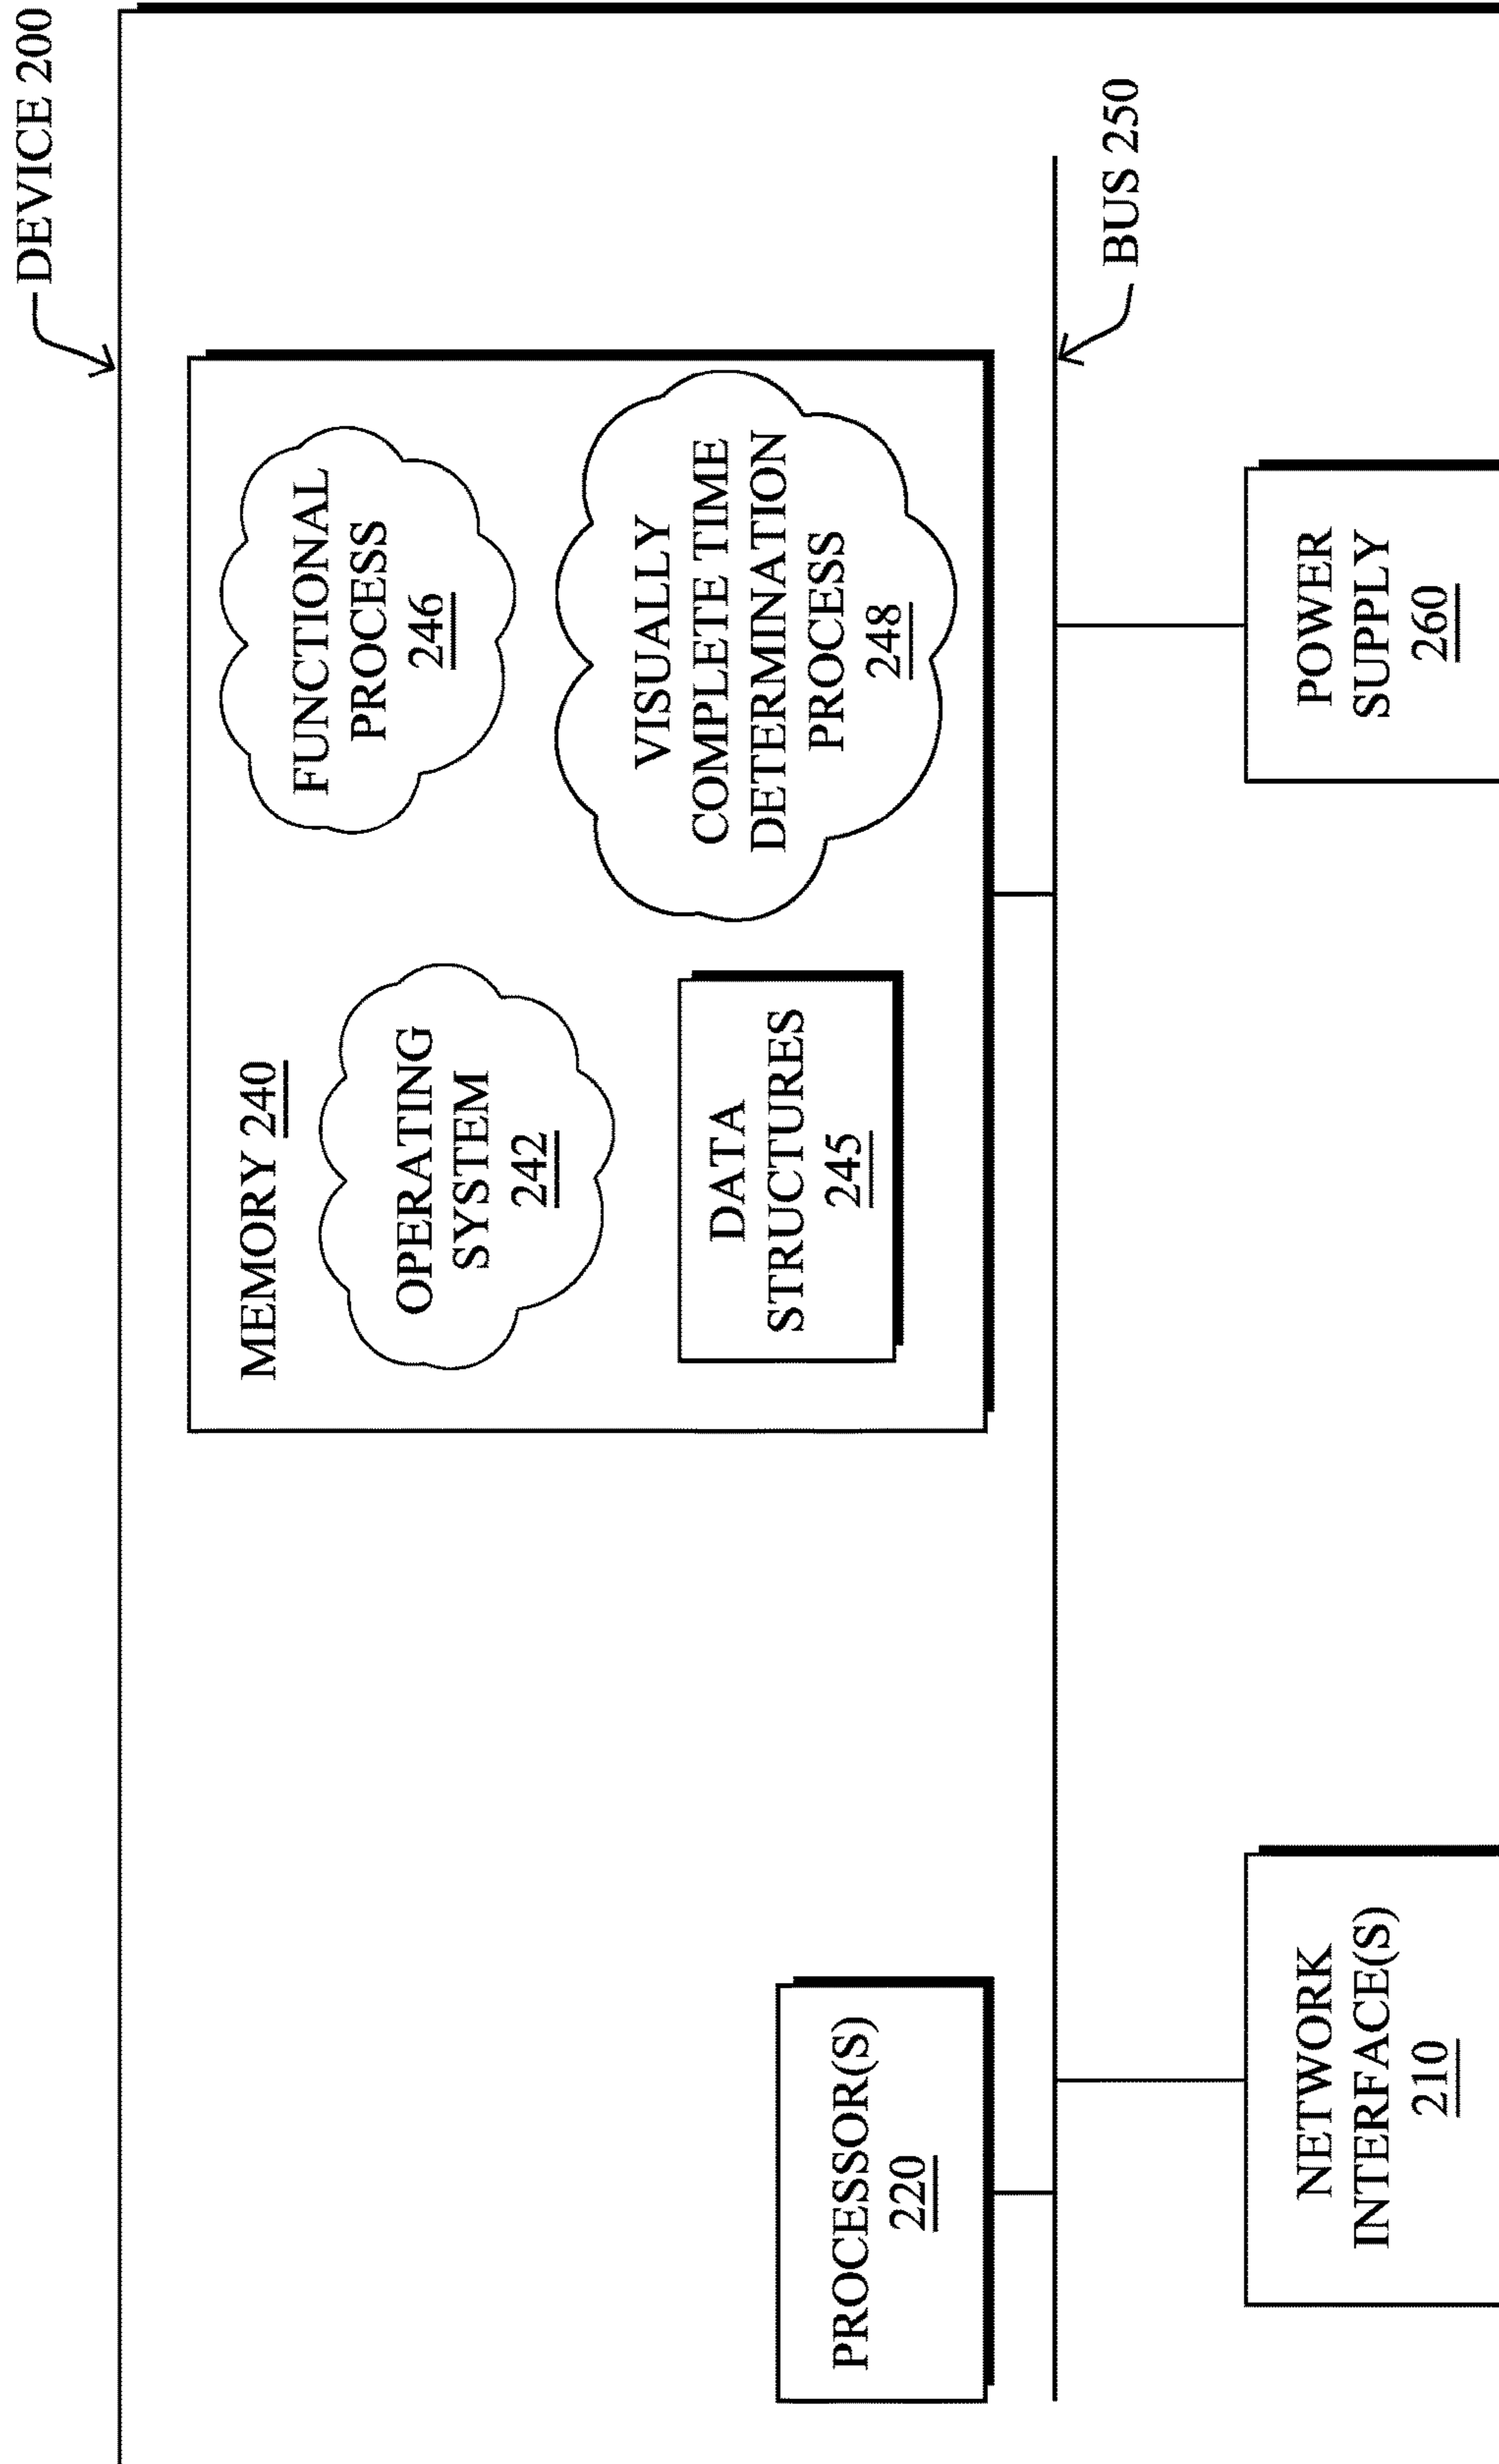 DEVICE 200
MEMORY 240
OPERATING
SYSTEM
242
FUNCTIONAL
PROCESS
246
DATA
STRUCTURES
245
VISUALLY
COMPLETE TIME
DETERMINATION
PROCESS
248
PROCESSOR(S)
220
BUS 250
NETWORK
INTERFACE(S)
210
POWER
SUPPLY
260